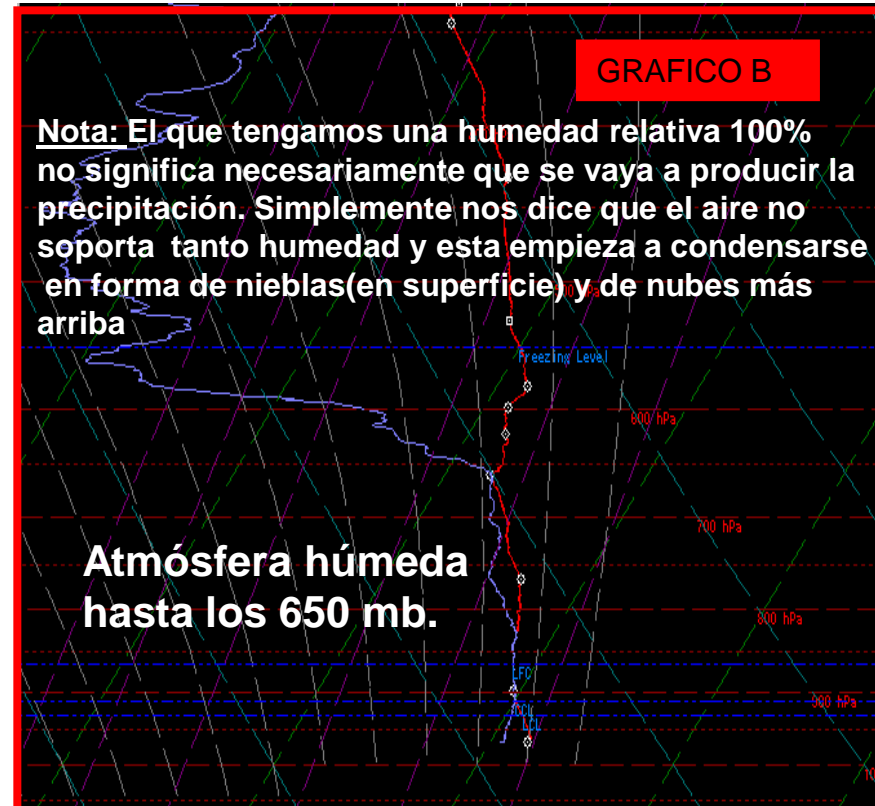 GRAFICO B
Nota: El que tengamos una humedad relativa 100%
no significa necesariamente que se vaya a producir la
precipitación. Simplemente nos dice que el aire no
soporta tanto humedad y esta empieza a condensarse
en forma de nieblas(en superficie) y de nubes más
arriba
Freezing Level
600 hPa
700 hPa
Atmósfera húmeda
hasta los 650 mb.
800 hPa
LFC
900 hPa
CCL
LCL